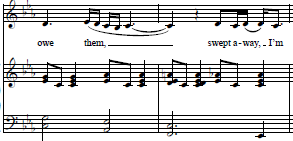 owe them, swept a-way, I'm